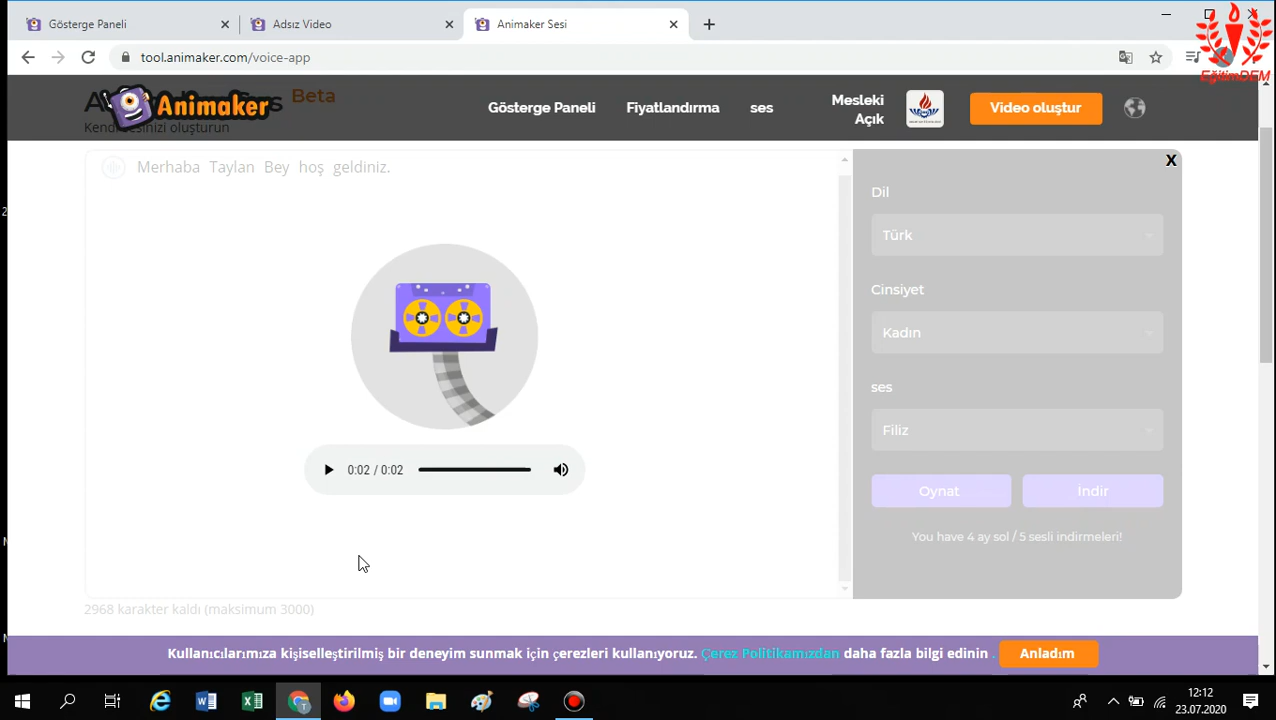 Gösterge Paneli
Adsız Video
Animaker Sesi
tool.animaker.com/voice-app
EğitimDEM
Animaker
Beta
Gösterge Paneli
Fiyatlandırma
ses
Mesleki
Açık
Video oluştur
Merhaba Taylan Bey hoş geldiniz.
X
Dil
Türk
Cinsiyet
Kadın
ses
Filiz
0:02 / 0:02
Oynat
İndir
You have 4 ay sol / 5 sesli indirmeleri!
2968 karakter kaldı (maksimum 3000)
Kullanıcılarımıza kişiselleştirilmiş bir deneyim sunmak için çerezleri kullanıyoruz. Çerez Politikamızdan daha fazla bilgi edinin .
Anladım
12:12
23.07.2020